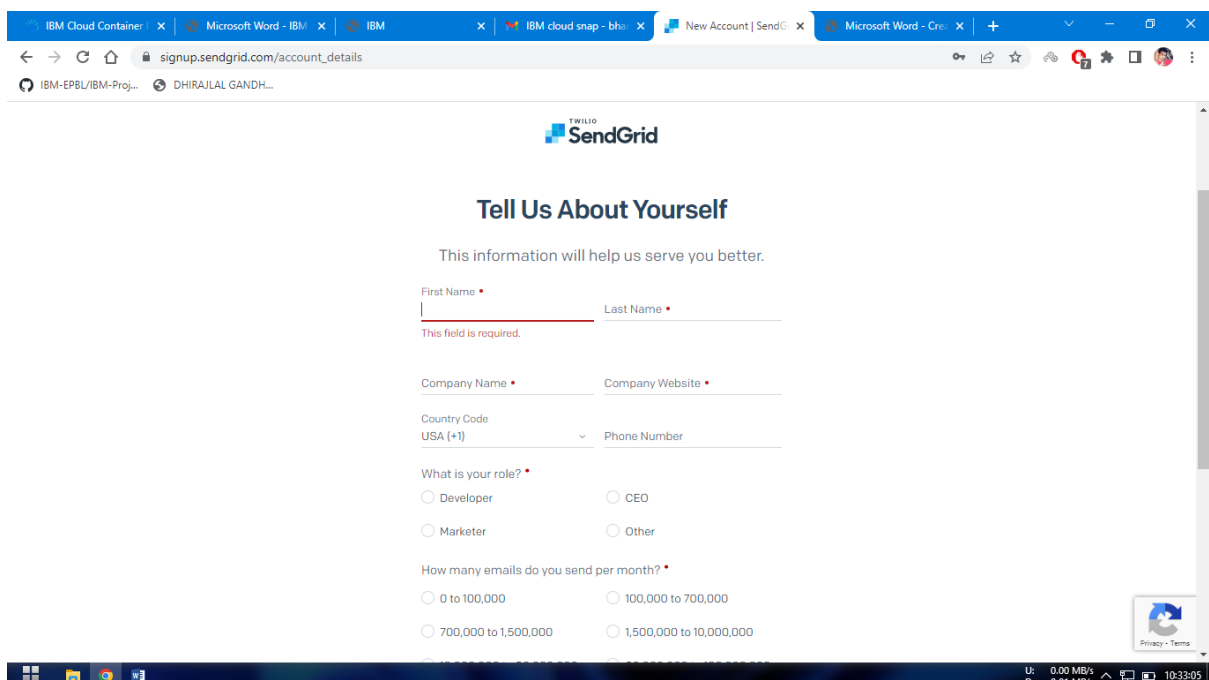 IBM Cloud Container
Microsoft Word - IBM
IBM
IBM cloud snap - bha
New Account | SendG
Microsoft Word - Crea
signup.sendgrid.com/account_details
7
IBM-EPBL/IBM-Proj...
DHIRAJLAL GANDH...
TWILIO
SendGrid
Tell Us About Yourself
This information will help us serve you better.
First Name •
Last Name •
This field is required.
Company Name •
Company Website •
Country Code
USA (+1)
Phone Number
What is your role? •
Developer
CEO
Marketer
Other
How many emails do you send per month? •
0 to 100,000
100,000 to 700,000
700,000 to 1,500,000
1,500,000 to 10,000,000
Privacy - Terms
U: 0.00 MB/s
10:33:05